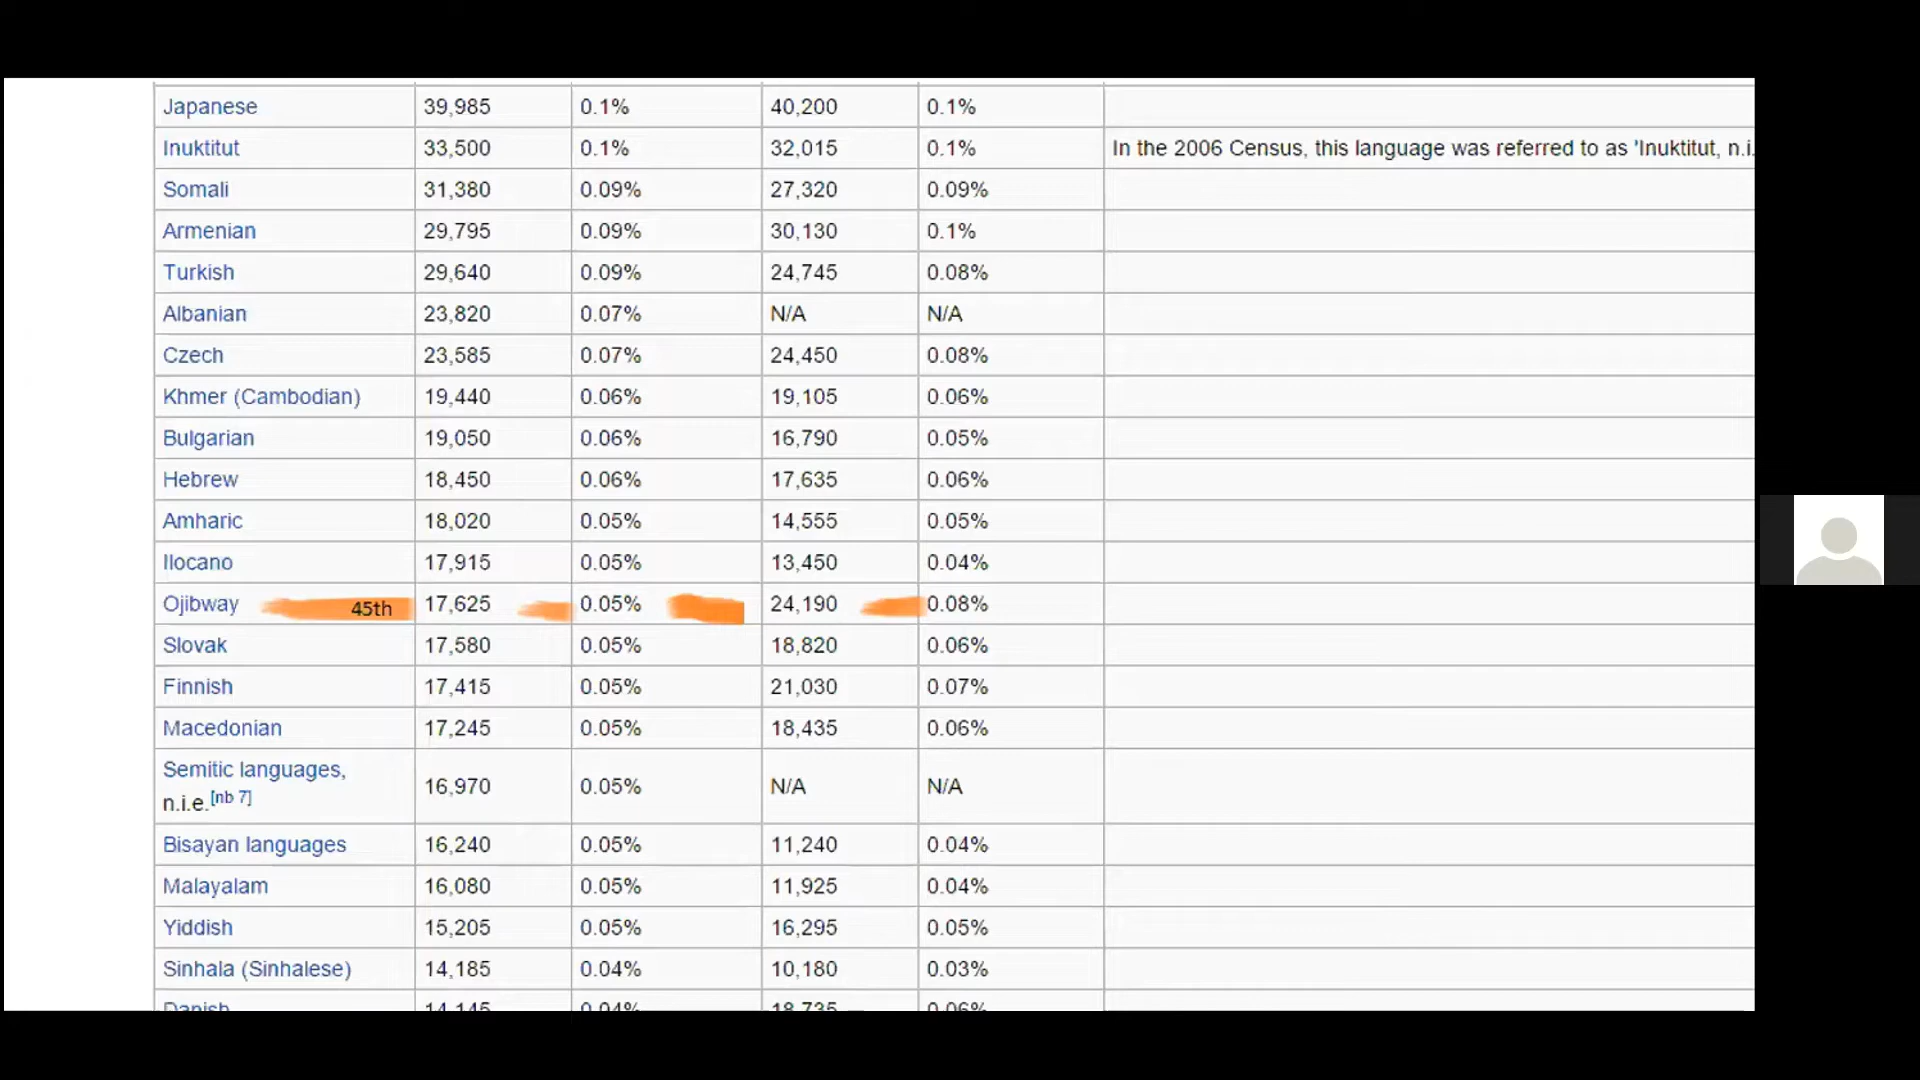 Japanese 39,985 0.1% 40,200 0.1%
Inuktitut 33,500 0.1% 32,015 0.1% In the 2006 Census, this language was referred to as 'Inuktitut, n.i.
Somali 31,380 0.09% 27,320 0.09%
Armenian 29,795 0.09% 30,130 0.1%
Turkish 29,640 0.09% 24,745 0.08%
Albanian 23,820 0.07% N/A N/A
Czech 23,585 0.07% 24,450 0.08%
Khmer (Cambodian) 19,440 0.06% 19,105 0.06%
Bulgarian 19,050 0.06% 16,790 0.05%
Hebrew 18,450 0.06% 17,635 0.06%
Amharic 18,020 0.05% 14,555 0.05%
Ilocano 17,915 0.05% 13,450 0.04%
Ojibway 45th 17,625 0.05% 24,190 0.08%
Slovak 17,580 0.05% 18,820 0.06%
Finnish 17,415 0.05% 21,030 0.07%
Macedonian 17,245 0.05% 18,435 0.06%
Semitic languages,
n.i.e.[nb 7] 16,970 0.05% N/A N/A
Bisayan languages 16,240 0.05% 11,240 0.04%
Malayalam 16,080 0.05% 11,925 0.04%
Yiddish 15,205 0.05% 16,295 0.05%
Sinhala (Sinhalese) 14,185 0.04% 10,180 0.03%
Danish 14,145 0.04% 18,735 0.06%